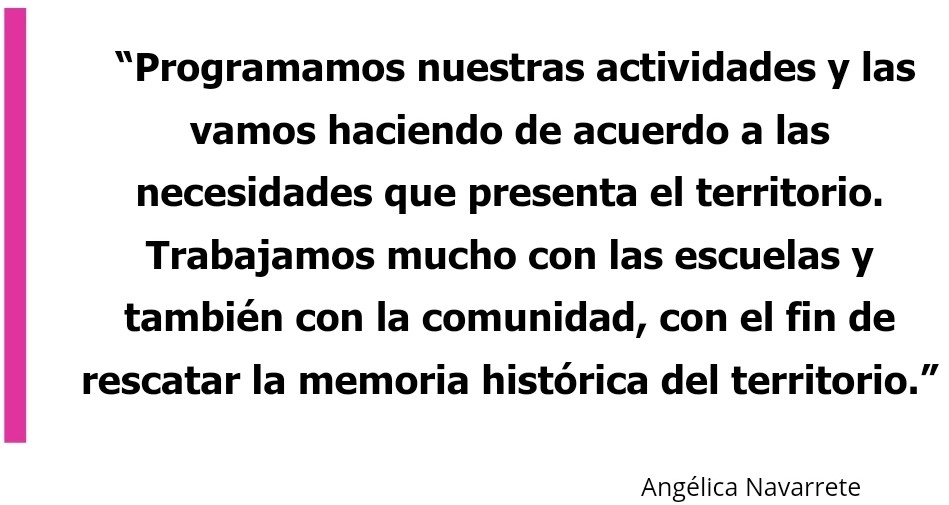 “Programamos nuestras actividades y las
vamos haciendo de acuerdo a las
necesidades que presenta el territorio.
Trabajamos mucho con las escuelas y
también con la comunidad, con el fin de
rescatar la memoria histórica del territorio.”
Angélica Navarrete